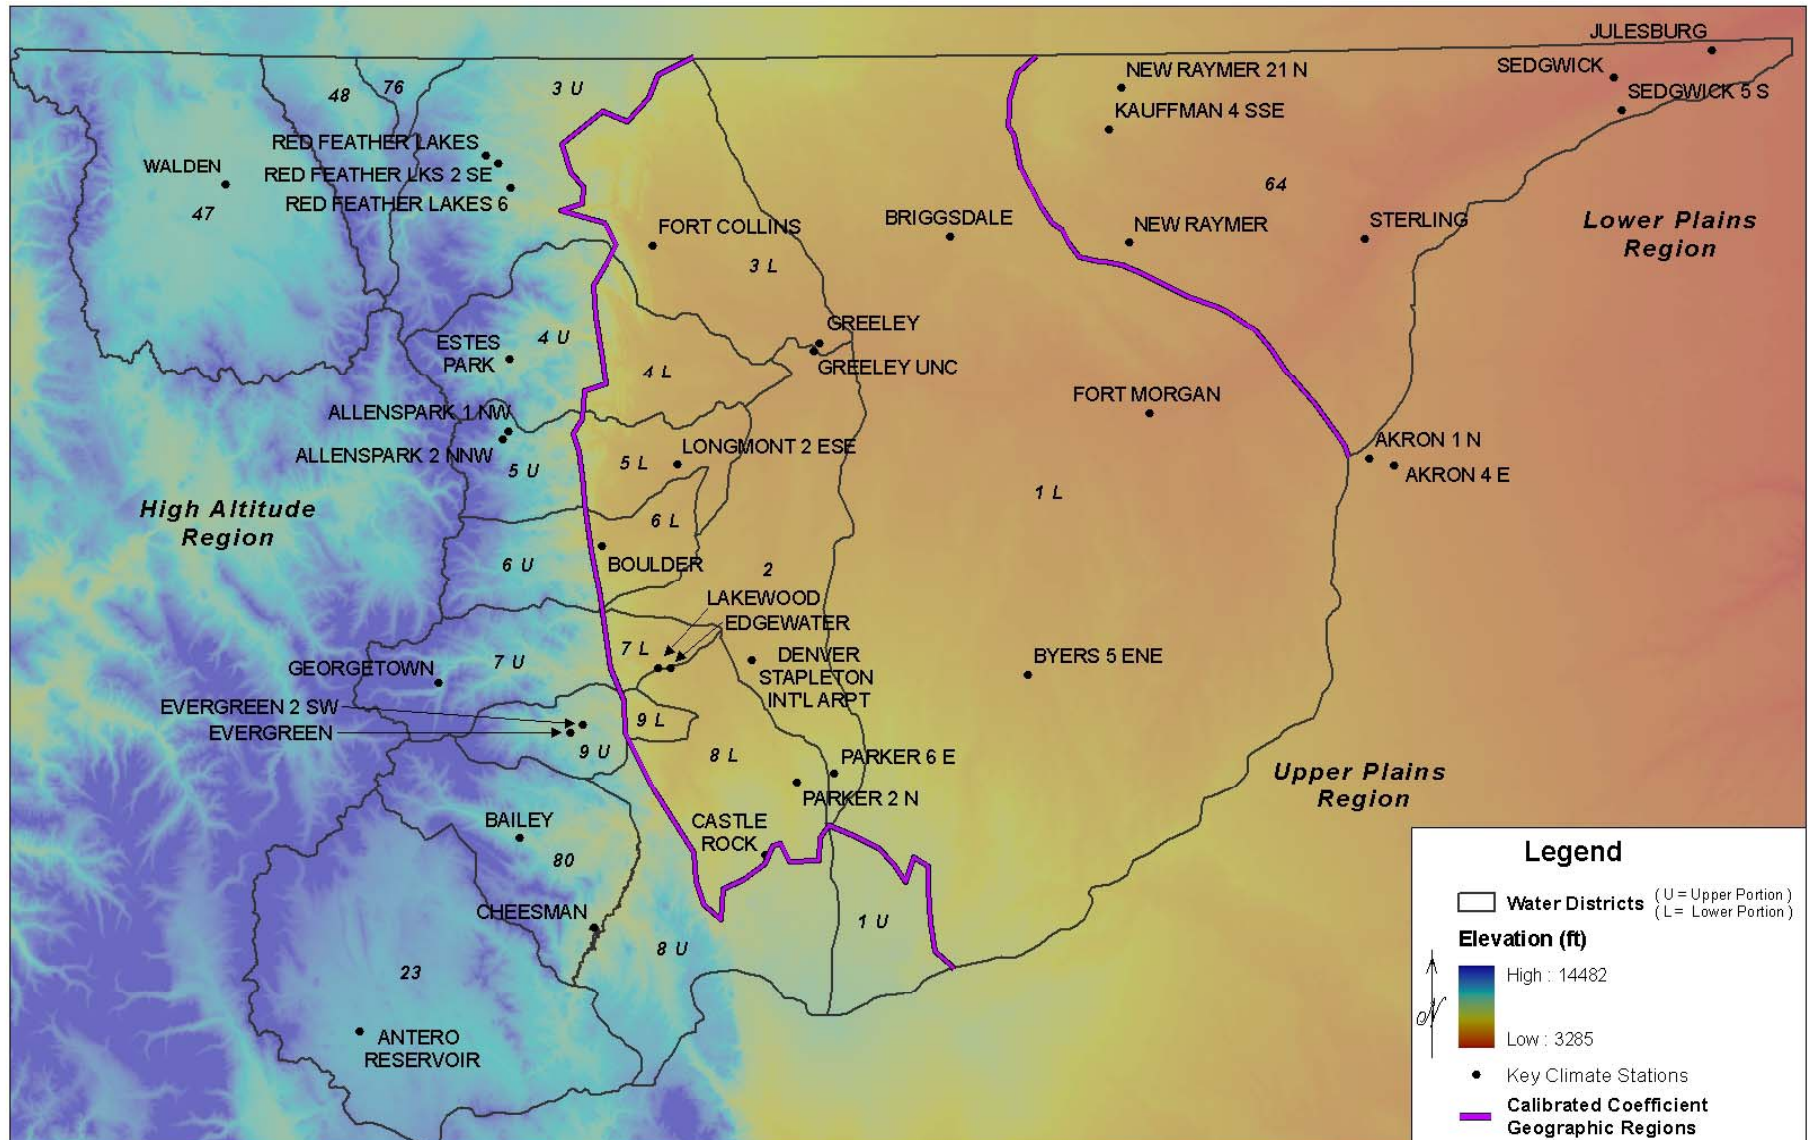 JULESBURG
SEDGWICK
SEDGWICK 5 S
NEW RAYMER 21 N
KAUFFMAN 4 SSE
48
76
3 U
RED FEATHER LAKES
RED FEATHER LKS 2 SE
RED FEATHER LAKES 6
WALDEN
47
64
FORT COLLINS
BRIGGSDALE
NEW RAYMER
STERLING
Lower Plains
Region
3 L
GREELEY
GREELEY UNC
ESTES
PARK
4 U
4 L
FORT MORGAN
ALLENSPARK 1 NW
ALLENSPARK 2 NNW
5 U
5 L
LONGMONT 2 ESE
AKRON 1 N
AKRON 4 E
1 L
High Altitude
Region
6 L
6 U
BOULDER
2
LAKEWOOD
EDGEWATER
7 L
7 U
DENVER
STAPLETON
INT'L ARPT
BYERS 5 ENE
GEORGETOWN
EVERGREEN 2 SW
EVERGREEN
9 L
9 U
8 L
PARKER 6 E
PARKER 2 N
Upper Plains
Region
CASTLE
ROCK
BAILEY
80
CHEESMAN
8 U
1 U
23
ANTERO
RESERVOIR
Legend
Water Districts
( U = Upper Portion )
( L = Lower Portion )
Elevation (ft)
High : 14482
Low : 3285
N
Key Climate Stations
Calibrated Coefficient
Geographic Regions